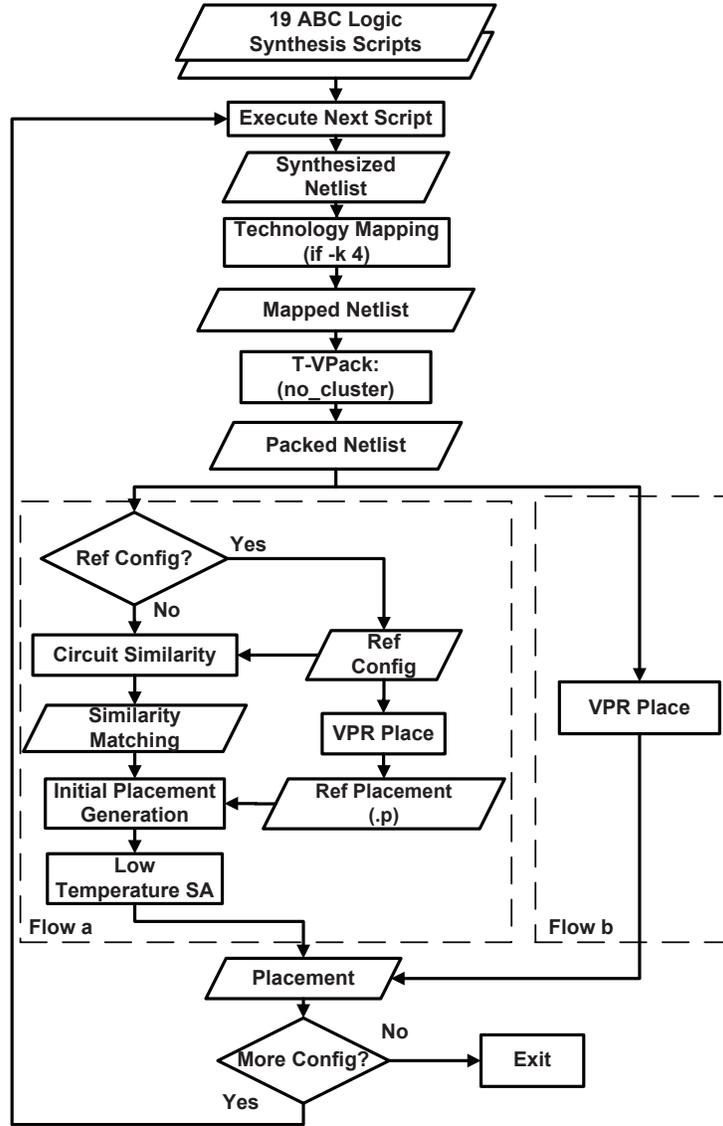 19 ABC Logic
Synthesis Scripts
Execute Next Script
Synthesized
Netlist
Technology Mapping
(if -k 4)
Mapped Netlist
T-VPack:
(no_cluster)
Packed Netlist
Ref Config?
Yes
No
Circuit Similarity
Ref
Config
Similarity
Matching
VPR Place
VPR Place
Initial Placement
Generation
Ref Placement
(.p)
Low
Temperature SA
Flow a
Flow b
Placement
More Config?
No
Exit
Yes